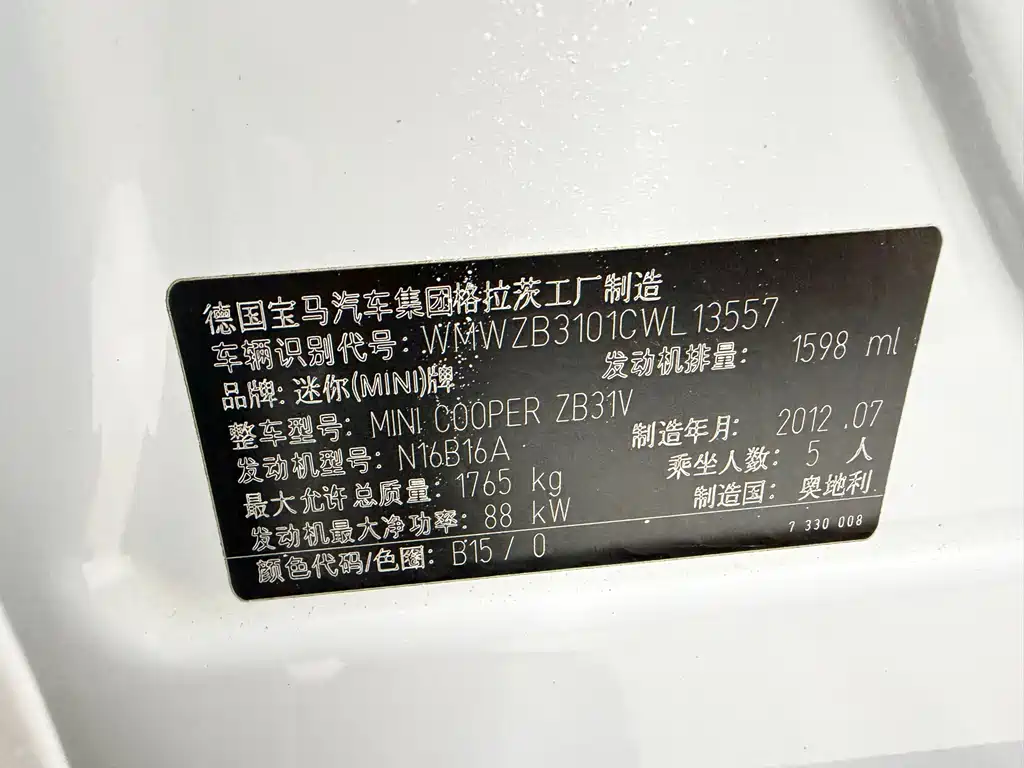 德国宝马汽车集团格拉茨工厂制造
车辆识别代号: WMWZB3101CWL13557
品牌: 迷你(MINI)牌 发动机排量: 1598 ml
整车型号: MINI COOPER ZB31V
发动机型号: N16B16A 制造年月: 2012 .07
最大允许总质量: 1765 kg 乘坐人数: 5 人
发动机最大净功率: 88 kW 制造国: 奥地利
颜色代码/色圈: B15 / 0 7 330 008